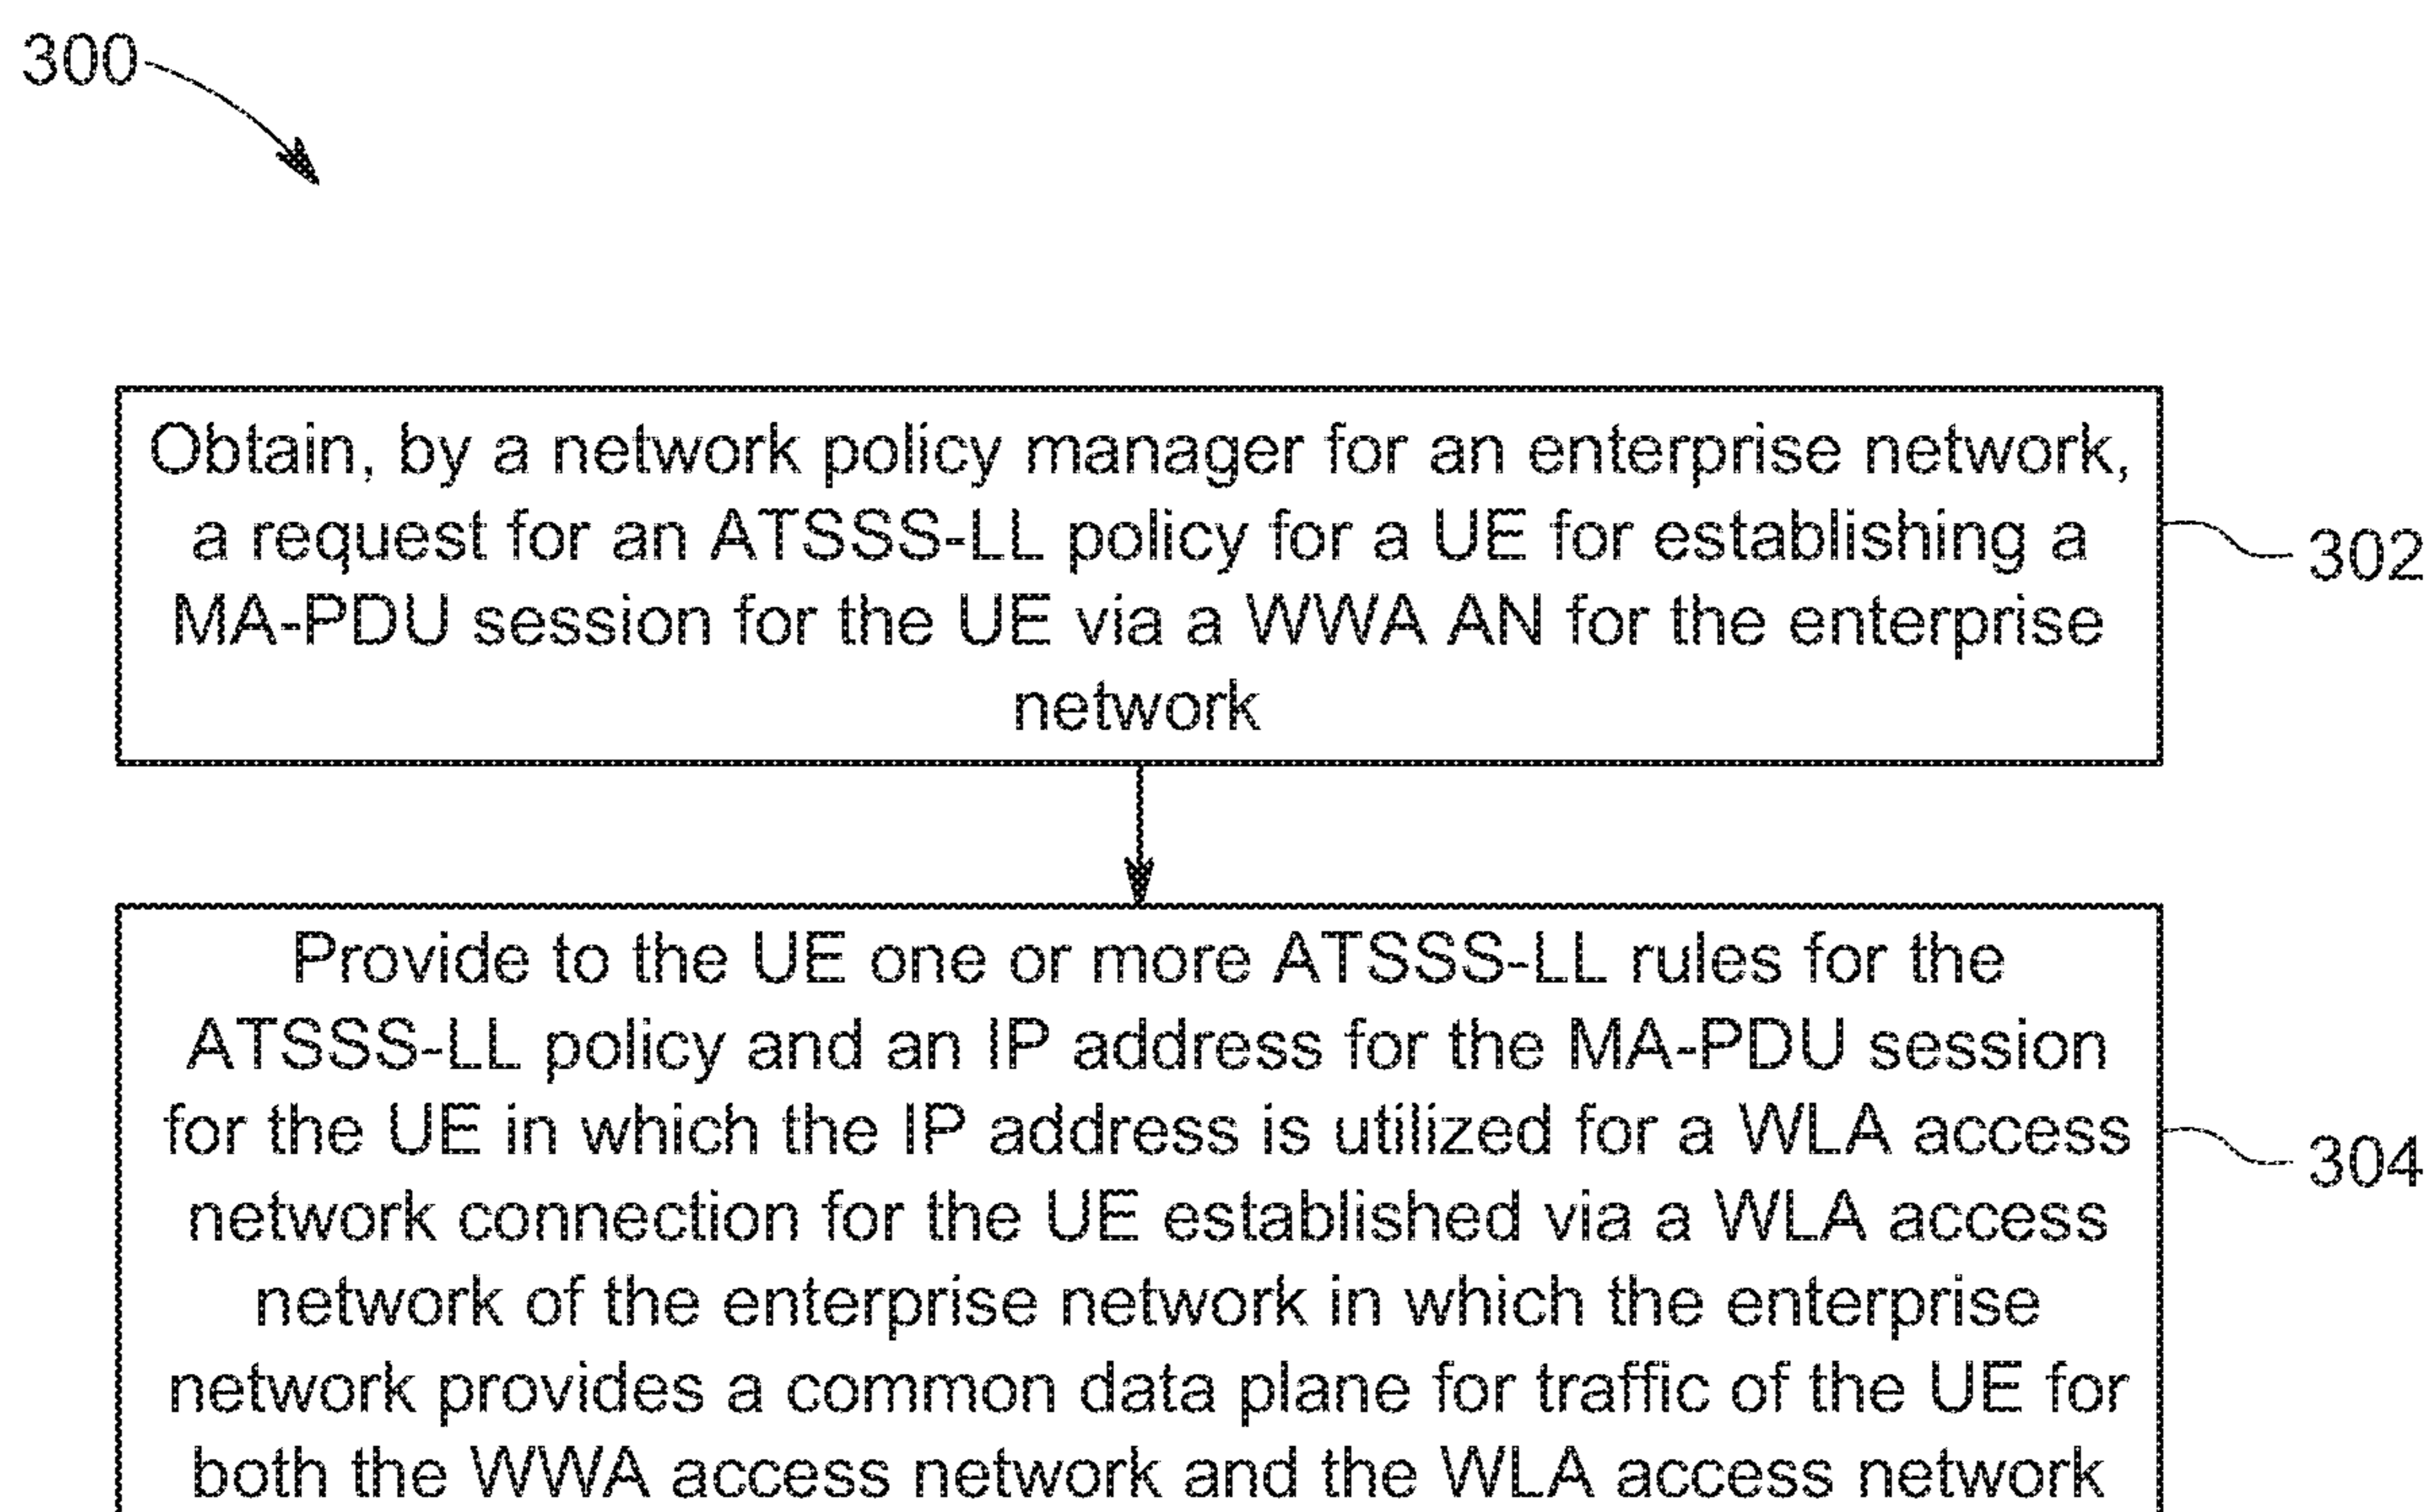 300
Obtain, by a network policy manager for an enterprise network,
a request for an ATSSS-LL policy for a UE for establishing a
MA-PDU session for the UE via a WWA AN for the enterprise
network
302
Provide to the UE one or more ATSSS-LL rules for the
ATSSS-LL policy and an IP address for the MA-PDU session
for the UE in which the IP address is utilized for a WLA access
network connection for the UE established via a WLA access
network of the enterprise network in which the enterprise
network provides a common data plane for traffic of the UE for
both the WWA access network and the WLA access network
304